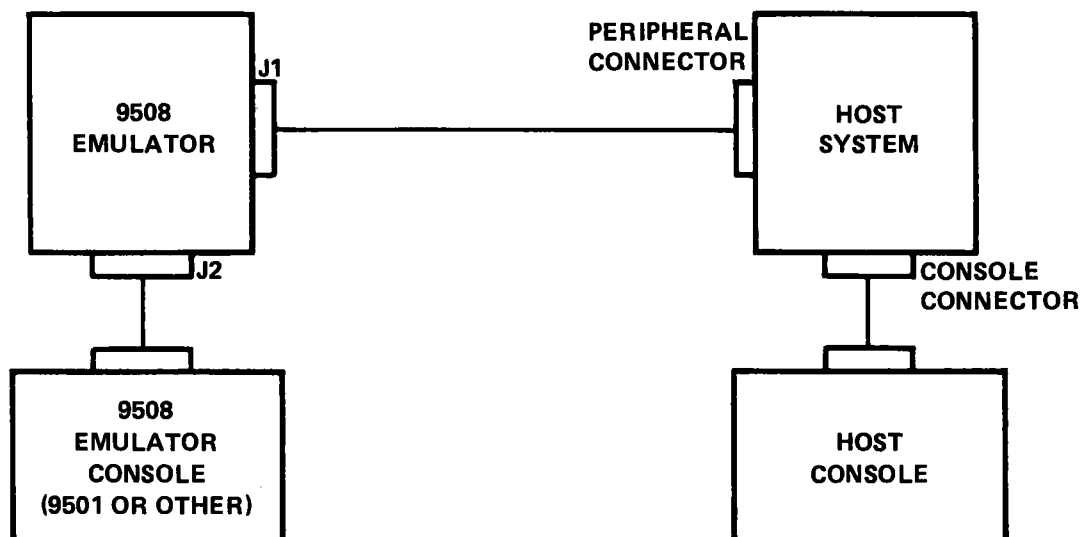 9508
EMULATOR
J1
PERIPHERAL
CONNECTOR
HOST
SYSTEM
J2
CONSOLE
CONNECTOR
9508
EMULATOR
CONSOLE
(9501 OR OTHER)
HOST
CONSOLE